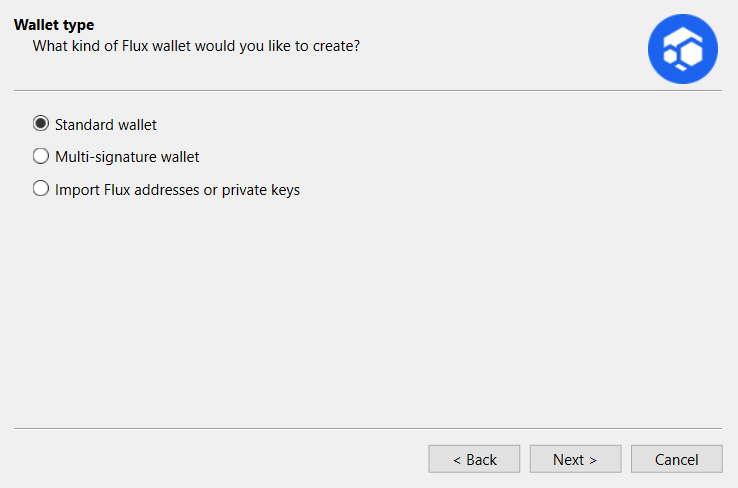 Wallet type
What kind of Flux wallet would you like to create?
Standard wallet
Multi-signature wallet
Import Flux addresses or private keys
< Back
Next >
Cancel